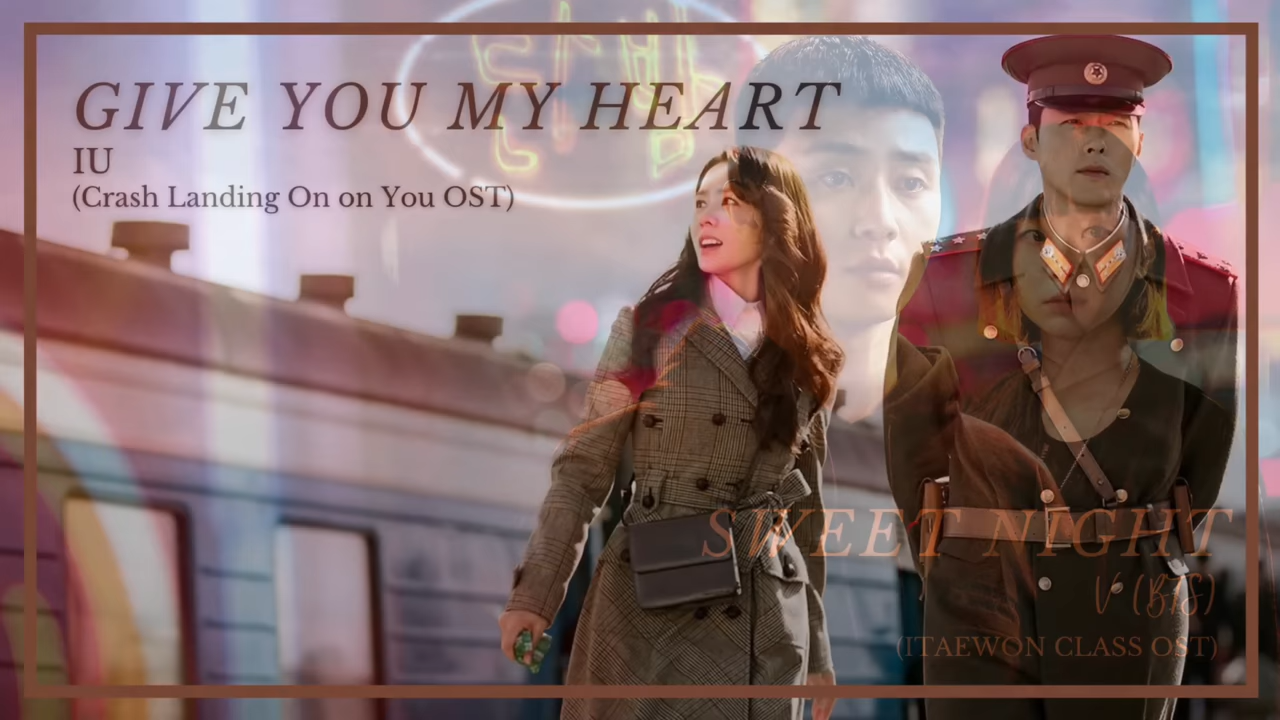 GIVE YOU MY HEART
IU
(Crash Landing On on You OST)
SWEET NIGHT
V (BTS)
(ITAEWON CLASS OST)